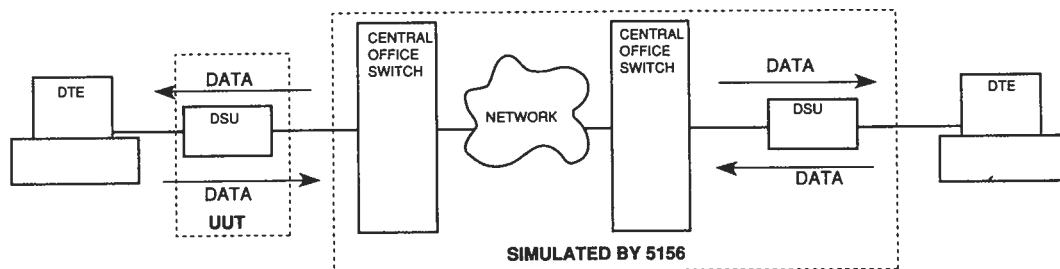 DTE
DATA
DSU
DATA
UUT
CENTRAL
OFFICE
SWITCH
NETWORK
CENTRAL
OFFICE
SWITCH
DATA
DSU
DATA
DTE
SIMULATED BY 5156